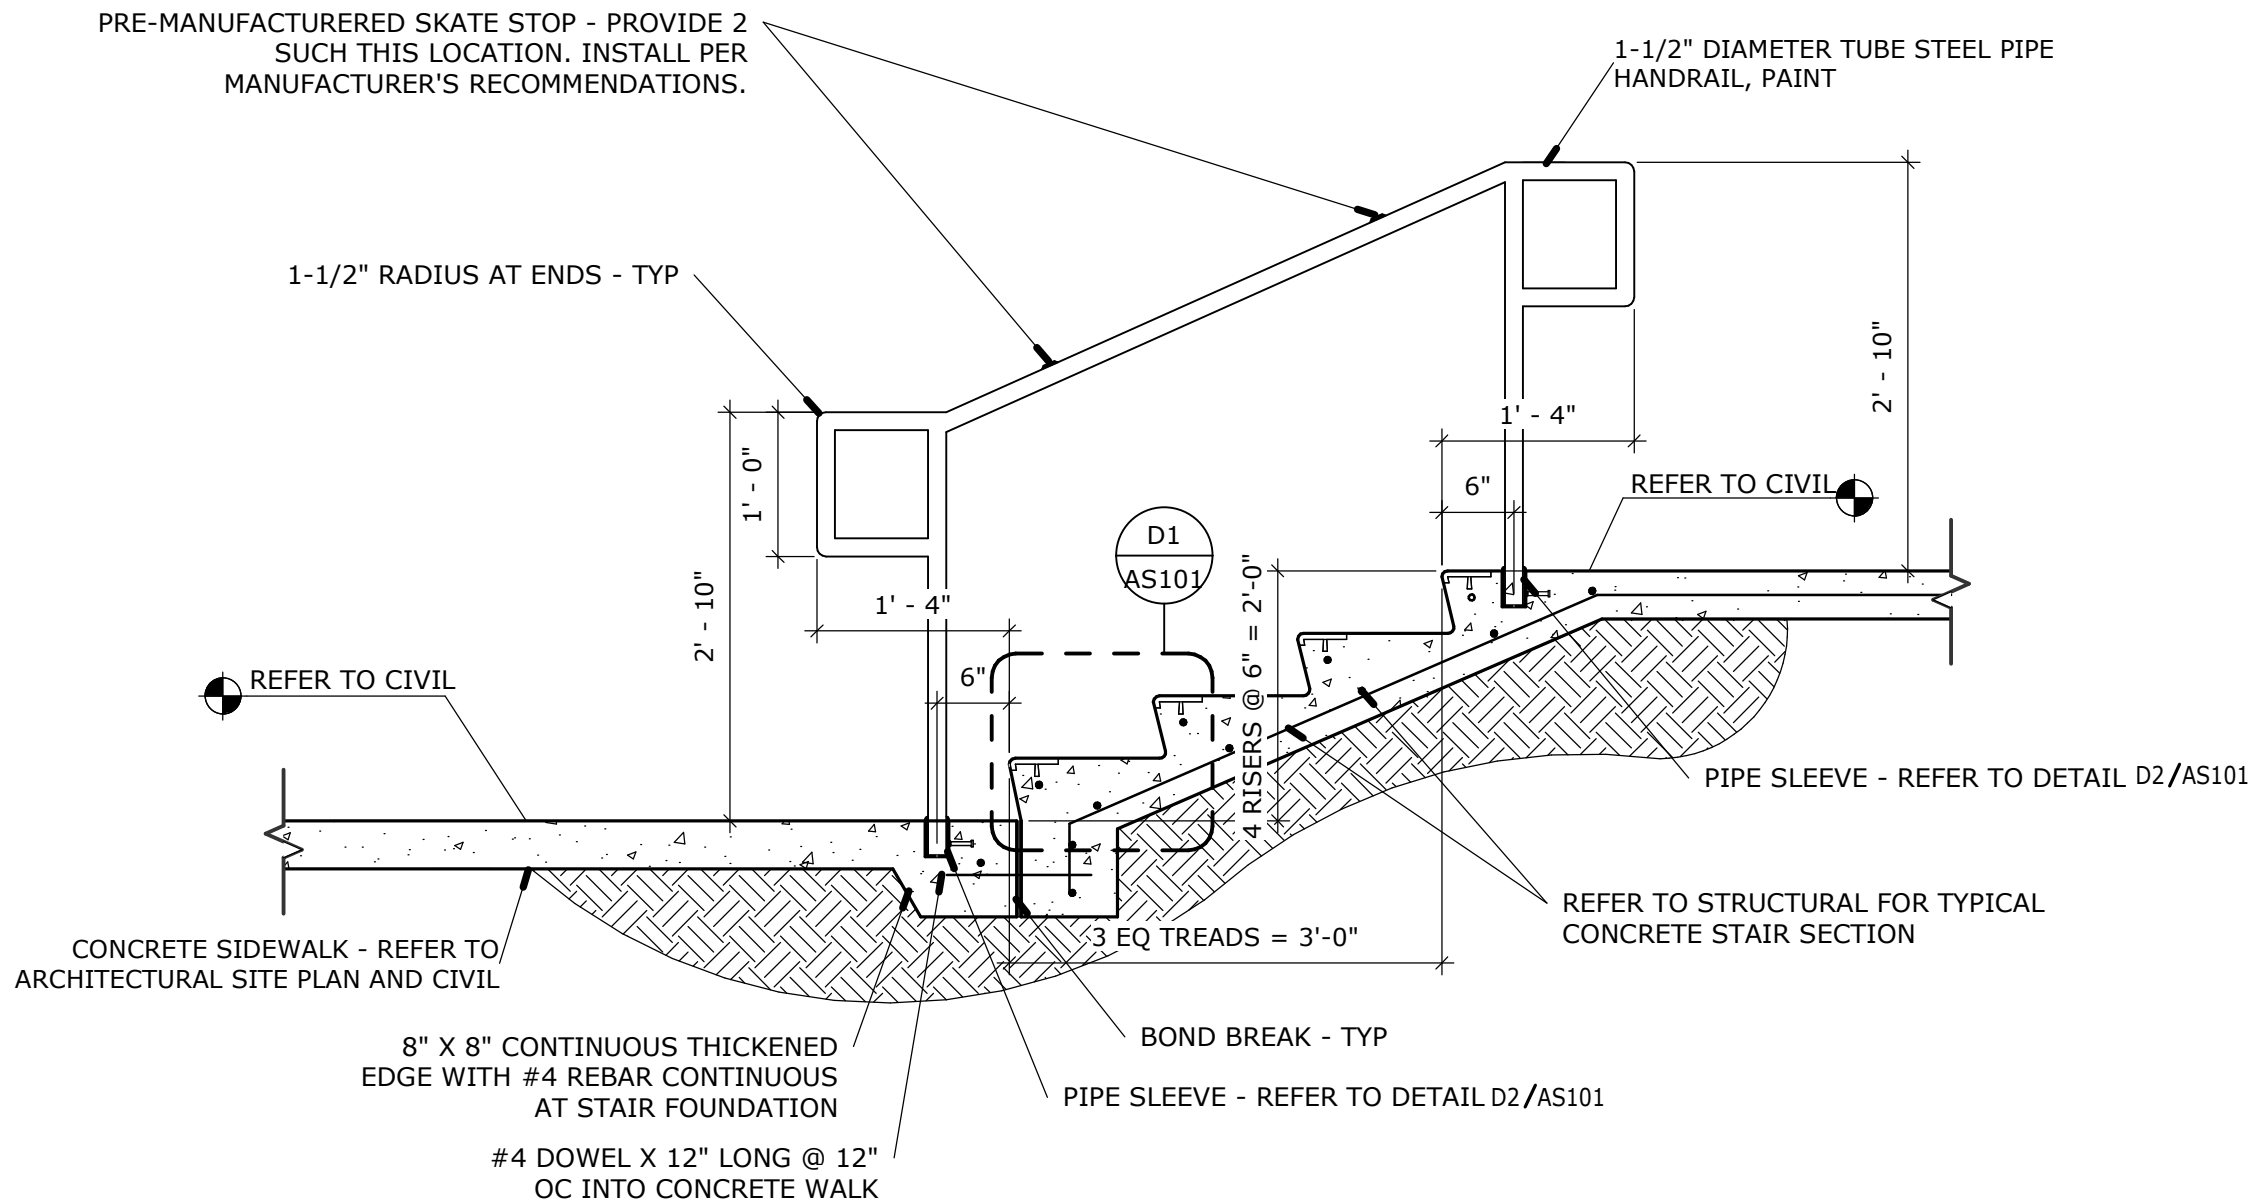 PRE-MANUFACTURERED SKATE STOP - PROVIDE 2
SUCH THIS LOCATION. INSTALL PER
MANUFACTURER'S RECOMMENDATIONS.
1-1/2" DIAMETER TUBE STEEL PIPE
HANDRAIL, PAINT
1-1/2" RADIUS AT ENDS - TYP
2' - 10"
1' - 4"
1' - 0"
6"
REFER TO CIVIL
D1
AS101
2' - 10"
1' - 4"
4 RISERS @ 6" = 2'-0"
6"
REFER TO CIVIL
PIPE SLEEVE - REFER TO DETAIL D2/AS101
REFER TO STRUCTURAL FOR TYPICAL
CONCRETE STAIR SECTION
3 EQ TREADS = 3'-0"
CONCRETE SIDEWALK - REFER TO
ARCHITECTURAL SITE PLAN AND CIVIL
BOND BREAK - TYP
8" X 8" CONTINUOUS THICKENED
EDGE WITH #4 REBAR CONTINUOUS
AT STAIR FOUNDATION
PIPE SLEEVE - REFER TO DETAIL D2/AS101
#4 DOWEL X 12" LONG @ 12"
OC INTO CONCRETE WALK